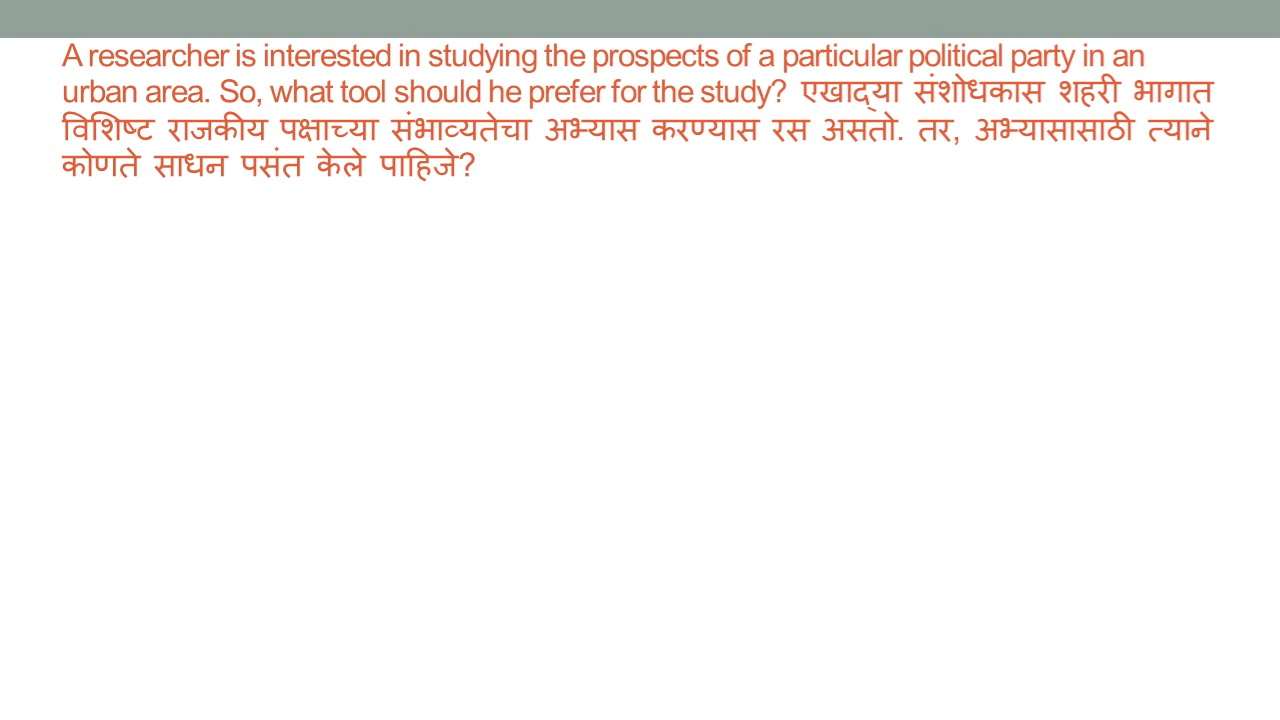 A researcher is interested in studying the prospects of a particular political party in an
urban area. So, what tool should he prefer for the study? एखाद्‌या संशोधकास शहरी भागात
विशिष्ट राजकीय पक्षाच्या संभाव्यतेचा अभ्यास करण्यास रस असतो. तर, अभ्यासासाठी त्याने
कोणते साधन पसंत केले पाहिजे?